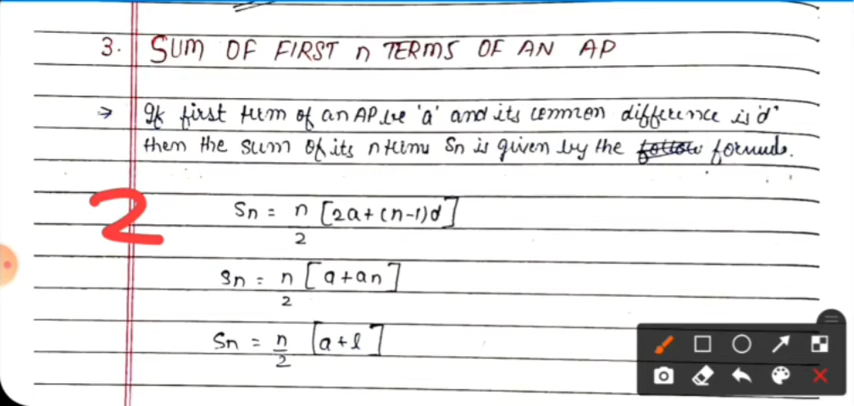 3. SUM OF FIRST n TERMS OF AN AP
→ If first term of an AP be 'a' and its common difference is 'd'
then the sum of its n terms Sn is given by the follow formula.
2
Sn = n/2 [2a+(n-1)d]
Sn = n/2 [a+an]
Sn = n/2 [a+l]